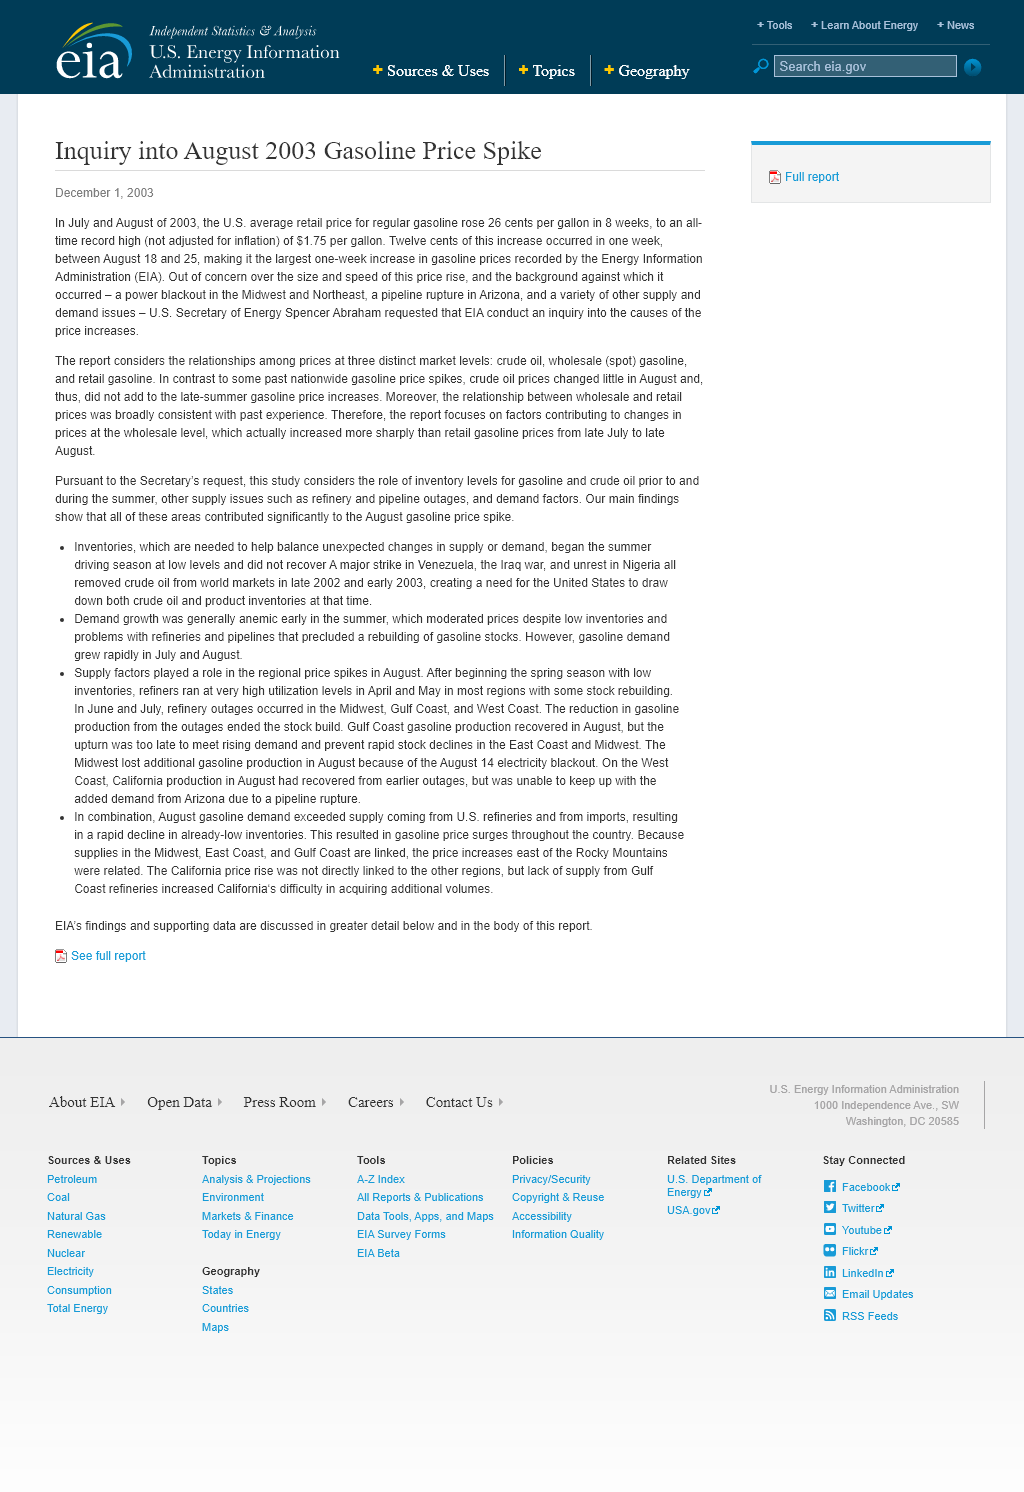 Independent Statistics & Analysis
U.S. Energy Information
Administration
eia
Sources & Uses
Topics
Geography
Tools
Learn About Energy
News
Search eia.gov
Inquiry into August 2003 Gasoline Price Spike
Full report
December 1, 2003
In July and August of 2003, the U.S. average retail price for regular gasoline rose 26 cents per gallon in 8 weeks, to an all-
time record high (not adjusted for inflation) of $1.75 per gallon. Twelve cents of this increase occurred in one week,
between August 18 and 25, making it the largest one-week increase in gasoline prices recorded by the Energy Information
Administration (EIA). Out of concern over the size and speed of this price rise, and the background against which it
occurred – a power blackout in the Midwest and Northeast, a pipeline rupture in Arizona, and a variety of other supply and
demand issues – U.S. Secretary of Energy Spencer Abraham requested that EIA conduct an inquiry into the causes of the
price increases.
The report considers the relationships among prices at three distinct market levels: crude oil, wholesale (spot) gasoline,
and retail gasoline. In contrast to some past nationwide gasoline price spikes, crude oil prices changed little in August and,
thus, did not add to the late-summer gasoline price increases. Moreover, the relationship between wholesale and retail
prices was broadly consistent with past experience. Therefore, the report focuses on factors contributing to changes in
prices at the wholesale level, which actually increased more sharply than retail gasoline prices from late July to late
August.
Pursuant to the Secretary's request, this study considers the role of inventory levels for gasoline and crude oil prior to and
during the summer, other supply issues such as refinery and pipeline outages, and demand factors. Our main findings
show that all of these areas contributed significantly to the August gasoline price spike.
• Inventories, which are needed to help balance unexpected changes in supply or demand, began the summer
driving season at low levels and did not recover A major strike in Venezuela, the Iraq war, and unrest in Nigeria all
removed crude oil from world markets in late 2002 and early 2003, creating a need for the United States to draw
down both crude oil and product inventories at that time.
• Demand growth was generally anemic early in the summer, which moderated prices despite low inventories and
problems with refineries and pipelines that precluded a rebuilding of gasoline stocks. However, gasoline demand
grew rapidly in July and August.
• Supply factors played a role in the regional price spikes in August. After beginning the spring season with low
inventories, refiners ran at very high utilization levels in April and May in most regions with some stock rebuilding.
In June and July, refinery outages occurred in the Midwest, Gulf Coast, and West Coast. The reduction in gasoline
production from the outages ended the stock build. Gulf Coast gasoline production recovered in August, but the
upturn was too late to meet rising demand and prevent rapid stock declines in the East Coast and Midwest. The
Midwest lost additional gasoline production in August because of the August 14 electricity blackout. On the West
Coast, California production in August had recovered from earlier outages, but was unable to keep up with the
added demand from Arizona due to a pipeline rupture.
• In combination, August gasoline demand exceeded supply coming from U.S. refineries and from imports, resulting
in a rapid decline in already-low inventories. This resulted in gasoline price surges throughout the country. Because
supplies in the Midwest, East Coast, and Gulf Coast are linked, the price increases east of the Rocky Mountains
were related. The California price rise was not directly linked to the other regions, but lack of supply from Gulf
Coast refineries increased California's difficulty in acquiring additional volumes.
EIA's findings and supporting data are discussed in greater detail below and in the body of this report.
See full report
About EIA
Open Data
Press Room
Careers
Contact Us
U.S. Energy Information Administration
1000 Independence Ave., SW
Washington, DC 20585
Sources & Uses
Petroleum
Coal
Natural Gas
Renewable
Nuclear
Electricity
Consumption
Total Energy
Topics
Analysis & Projections
Environment
Markets & Finance
Today in Energy
Geography
States
Countries
Maps
Tools
A-Z Index
All Reports & Publications
Data Tools, Apps, and Maps
EIA Survey Forms
EIA Beta
Policies
Privacy/Security
Copyright & Reuse
Accessibility
Information Quality
Related Sites
U.S. Department of
Energy
USA.gov
Stay Connected
Facebook
Twitter
Youtube
Flickr
LinkedIn
Email Updates
RSS Feeds